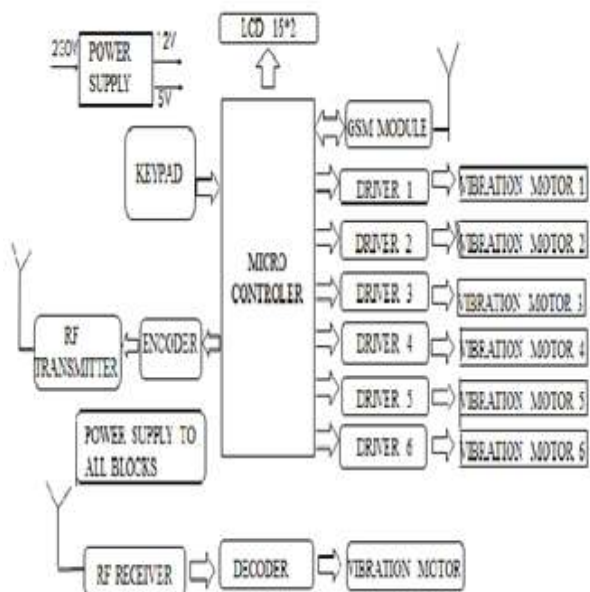 LCD 15*2
230V
POWER
SUPPLY
12V
5V
GSM MODULE
KEYPAD
DRIVER 1
VIBRATION MOTOR 1
DRIVER 2
VIBRATION MOTOR 2
MICRO
CONTROLER
DRIVER 3
VIBRATION MOTOR 3
RF
TRANSMITTER
ENCODER
DRIVER 4
VIBRATION MOTOR 4
DRIVER 5
VIBRATION MOTOR 5
POWER SUPPLY TO
ALL BLOCKS
DRIVER 6
VIBRATION MOTOR 6
RF RECEIVER
DECODER
VIBRATION MOTOR